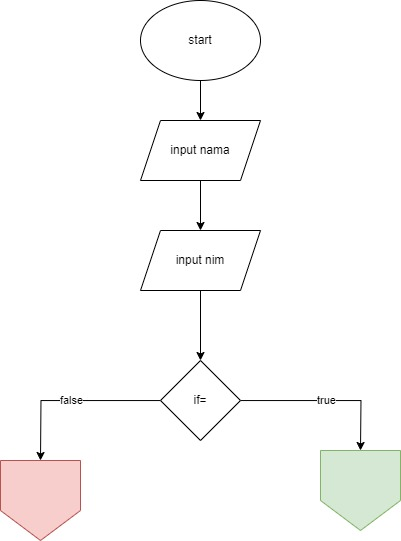 start
input nama
input nim
if=
false
true